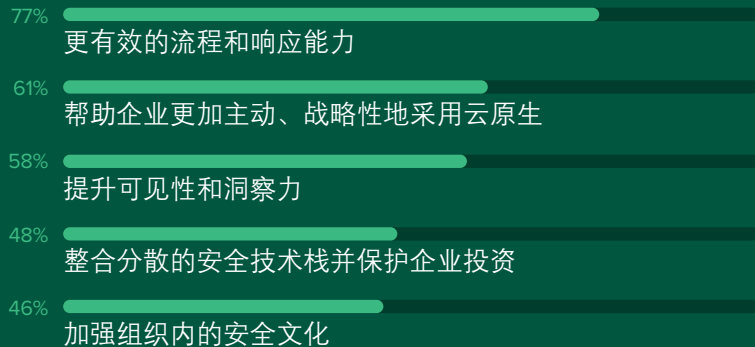 77%
更有效的流程和响应能力
61%
帮助企业更加主动、战略性地采用云原生
58%
提升可见性和洞察力
48%
整合分散的安全技术栈并保护企业投资
46%
加强组织内的安全文化